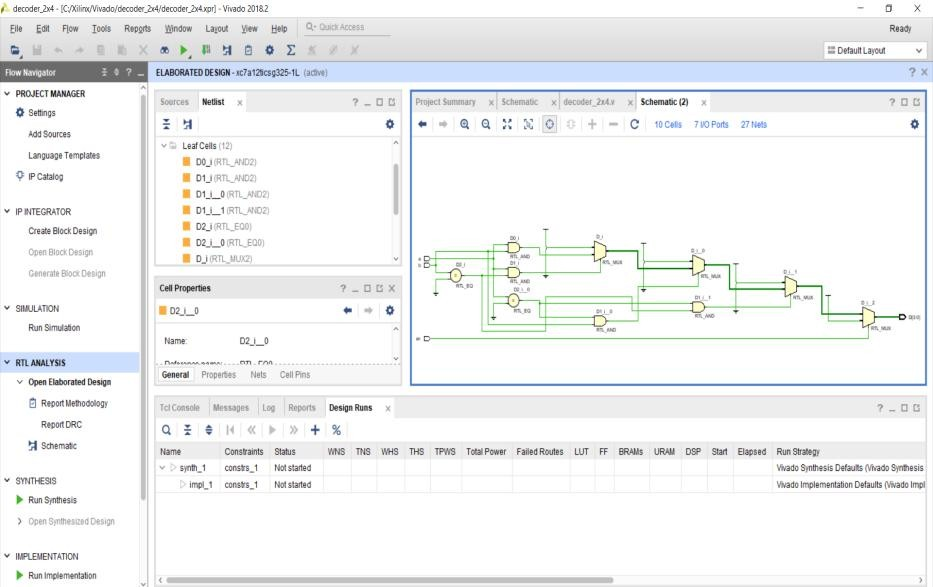 decoder_2x4 - [C:/Xilinx/Vivado/decoder_2x4/decoder_2x4.xpr] - Vivado 2018.2
File Edit Flow Tools Reports Window Layout View Help Quick Access Ready
Default Layout
Flow Navigator
ELABORATED DESIGN - xc7a12ticsg325-1L (active)
PROJECT MANAGER
Settings
Add Sources
Language Templates
IP Catalog
IP INTEGRATOR
Create Block Design
Open Block Design
Generate Block Design
SIMULATION
Run Simulation
RTL ANALYSIS
Open Elaborated Design
Report Methodology
Report DRC
Schematic
SYNTHESIS
Run Synthesis
Open Synthesized Design
IMPLEMENTATION
Run Implementation
Sources Netlist
Leaf Cells (12)
D0_i (RTL_AND2)
D1_i (RTL_AND2)
D1_i__0 (RTL_AND2)
D1_i__1 (RTL_AND2)
D2_i (RTL_EQ0)
D2_i__0 (RTL_EQ0)
D_i (RTL_MUX2)
Cell Properties
D2_i__0
Name: D2_i__0
General Properties Nets Cell Pins
Project Summary Schematic decoder_2x4.v Schematic (2)
10 Cells 7 I/O Ports 27 Nets
D0_i
RTL_AND
D1_i
RTL_AND
D2_i
RTL_EQ
D2_i__0
RTL_EQ
D1_i__0
RTL_AND
D_i
RTL_MUX
D_i__0
RTL_MUX
D1_i__1
RTL_AND
D_i__1
RTL_MUX
D_i__2
RTL_MUX
D[3:0]
Tcl Console Messages Log Reports Design Runs
Name Constraints Status WNS TNS WHS THS TPWS Total Power Failed Routes LUT FF BRAMs URAM DSP Start Elapsed Run Strategy
synth_1 constrs_1 Not started Vivado Synthesis Defaults (Vivado Synthesis
impl_1 constrs_1 Not started Vivado Implementation Defaults (Vivado Impl